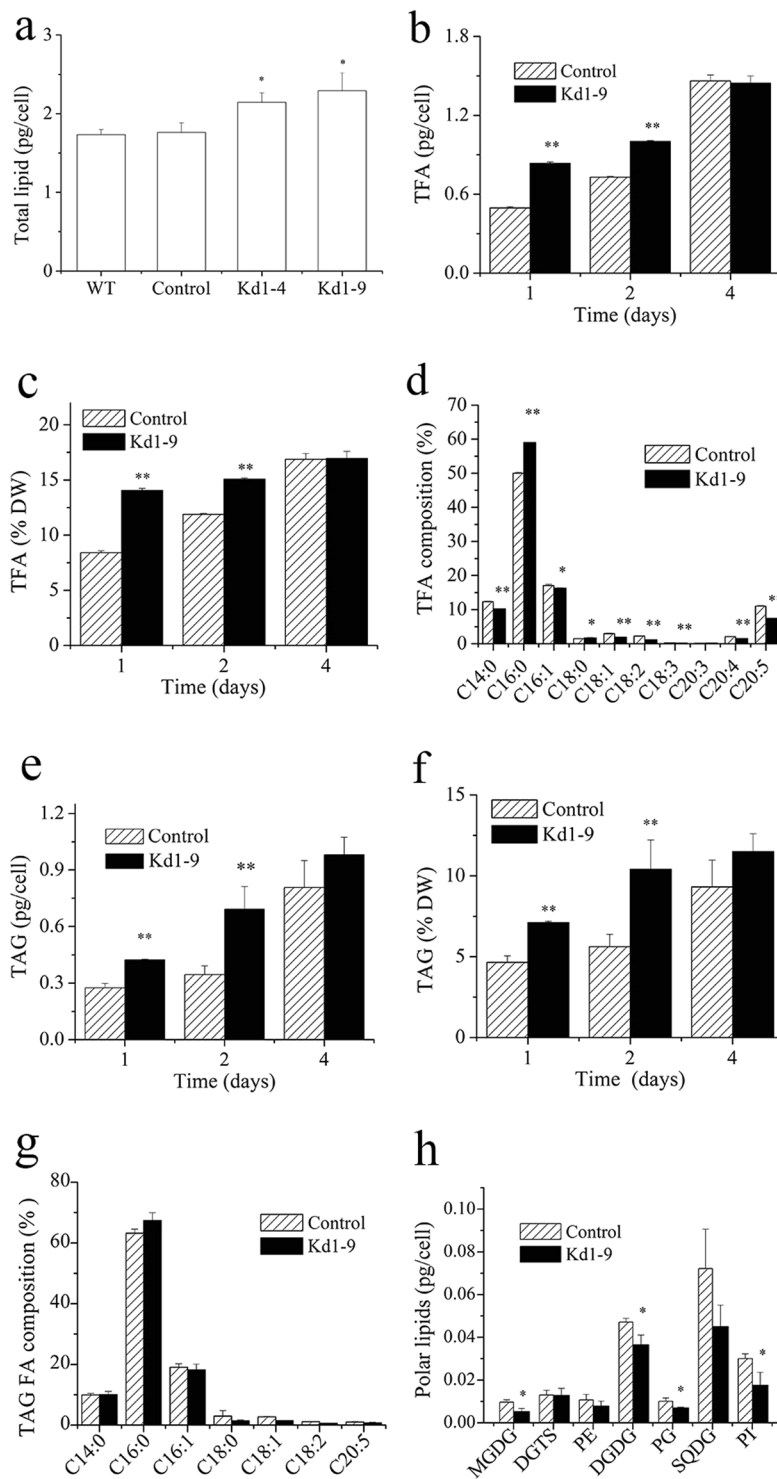 a
Total lipid (pg/cell)
3
2
1
0
* *
WT Control Kd1-4 Kd1-9
b
TFA (pg/cell)
1.8
1.2
0.6
0.0
Control
Kd1-9
** **
1 2 4
Time (days)
c
TFA (% DW)
20
15
10
5
0
Control
Kd1-9
** **
1 2 4
Time (days)
d
TFA composition (%)
70
60
50
40
30
20
10
0
Control
Kd1-9
** ** * * ** ** ** ** **
C14:0 C16:0 C16:1 C18:0 C18:1 C18:2 C18:3 C20:3 C20:4 C20:5
e
TAG (pg/cell)
1.2
0.9
0.6
0.3
0.0
Control
Kd1-9
** **
1 2 4
Time (days)
f
TAG (% DW)
15
10
5
0
Control
Kd1-9
** **
1 2 4
Time (days)
g
TAG FA composition (% )
80
60
40
20
0
Control
Kd1-9
C14:0 C16:0 C16:1 C18:0 C18:1 C18:2 C20:5
h
Polar lipids (pg/cell)
0.10
0.08
0.06
0.04
0.02
0.00
Control
Kd1-9
* * * *
MGDG DGTS PE DGDG PG SQDG PI